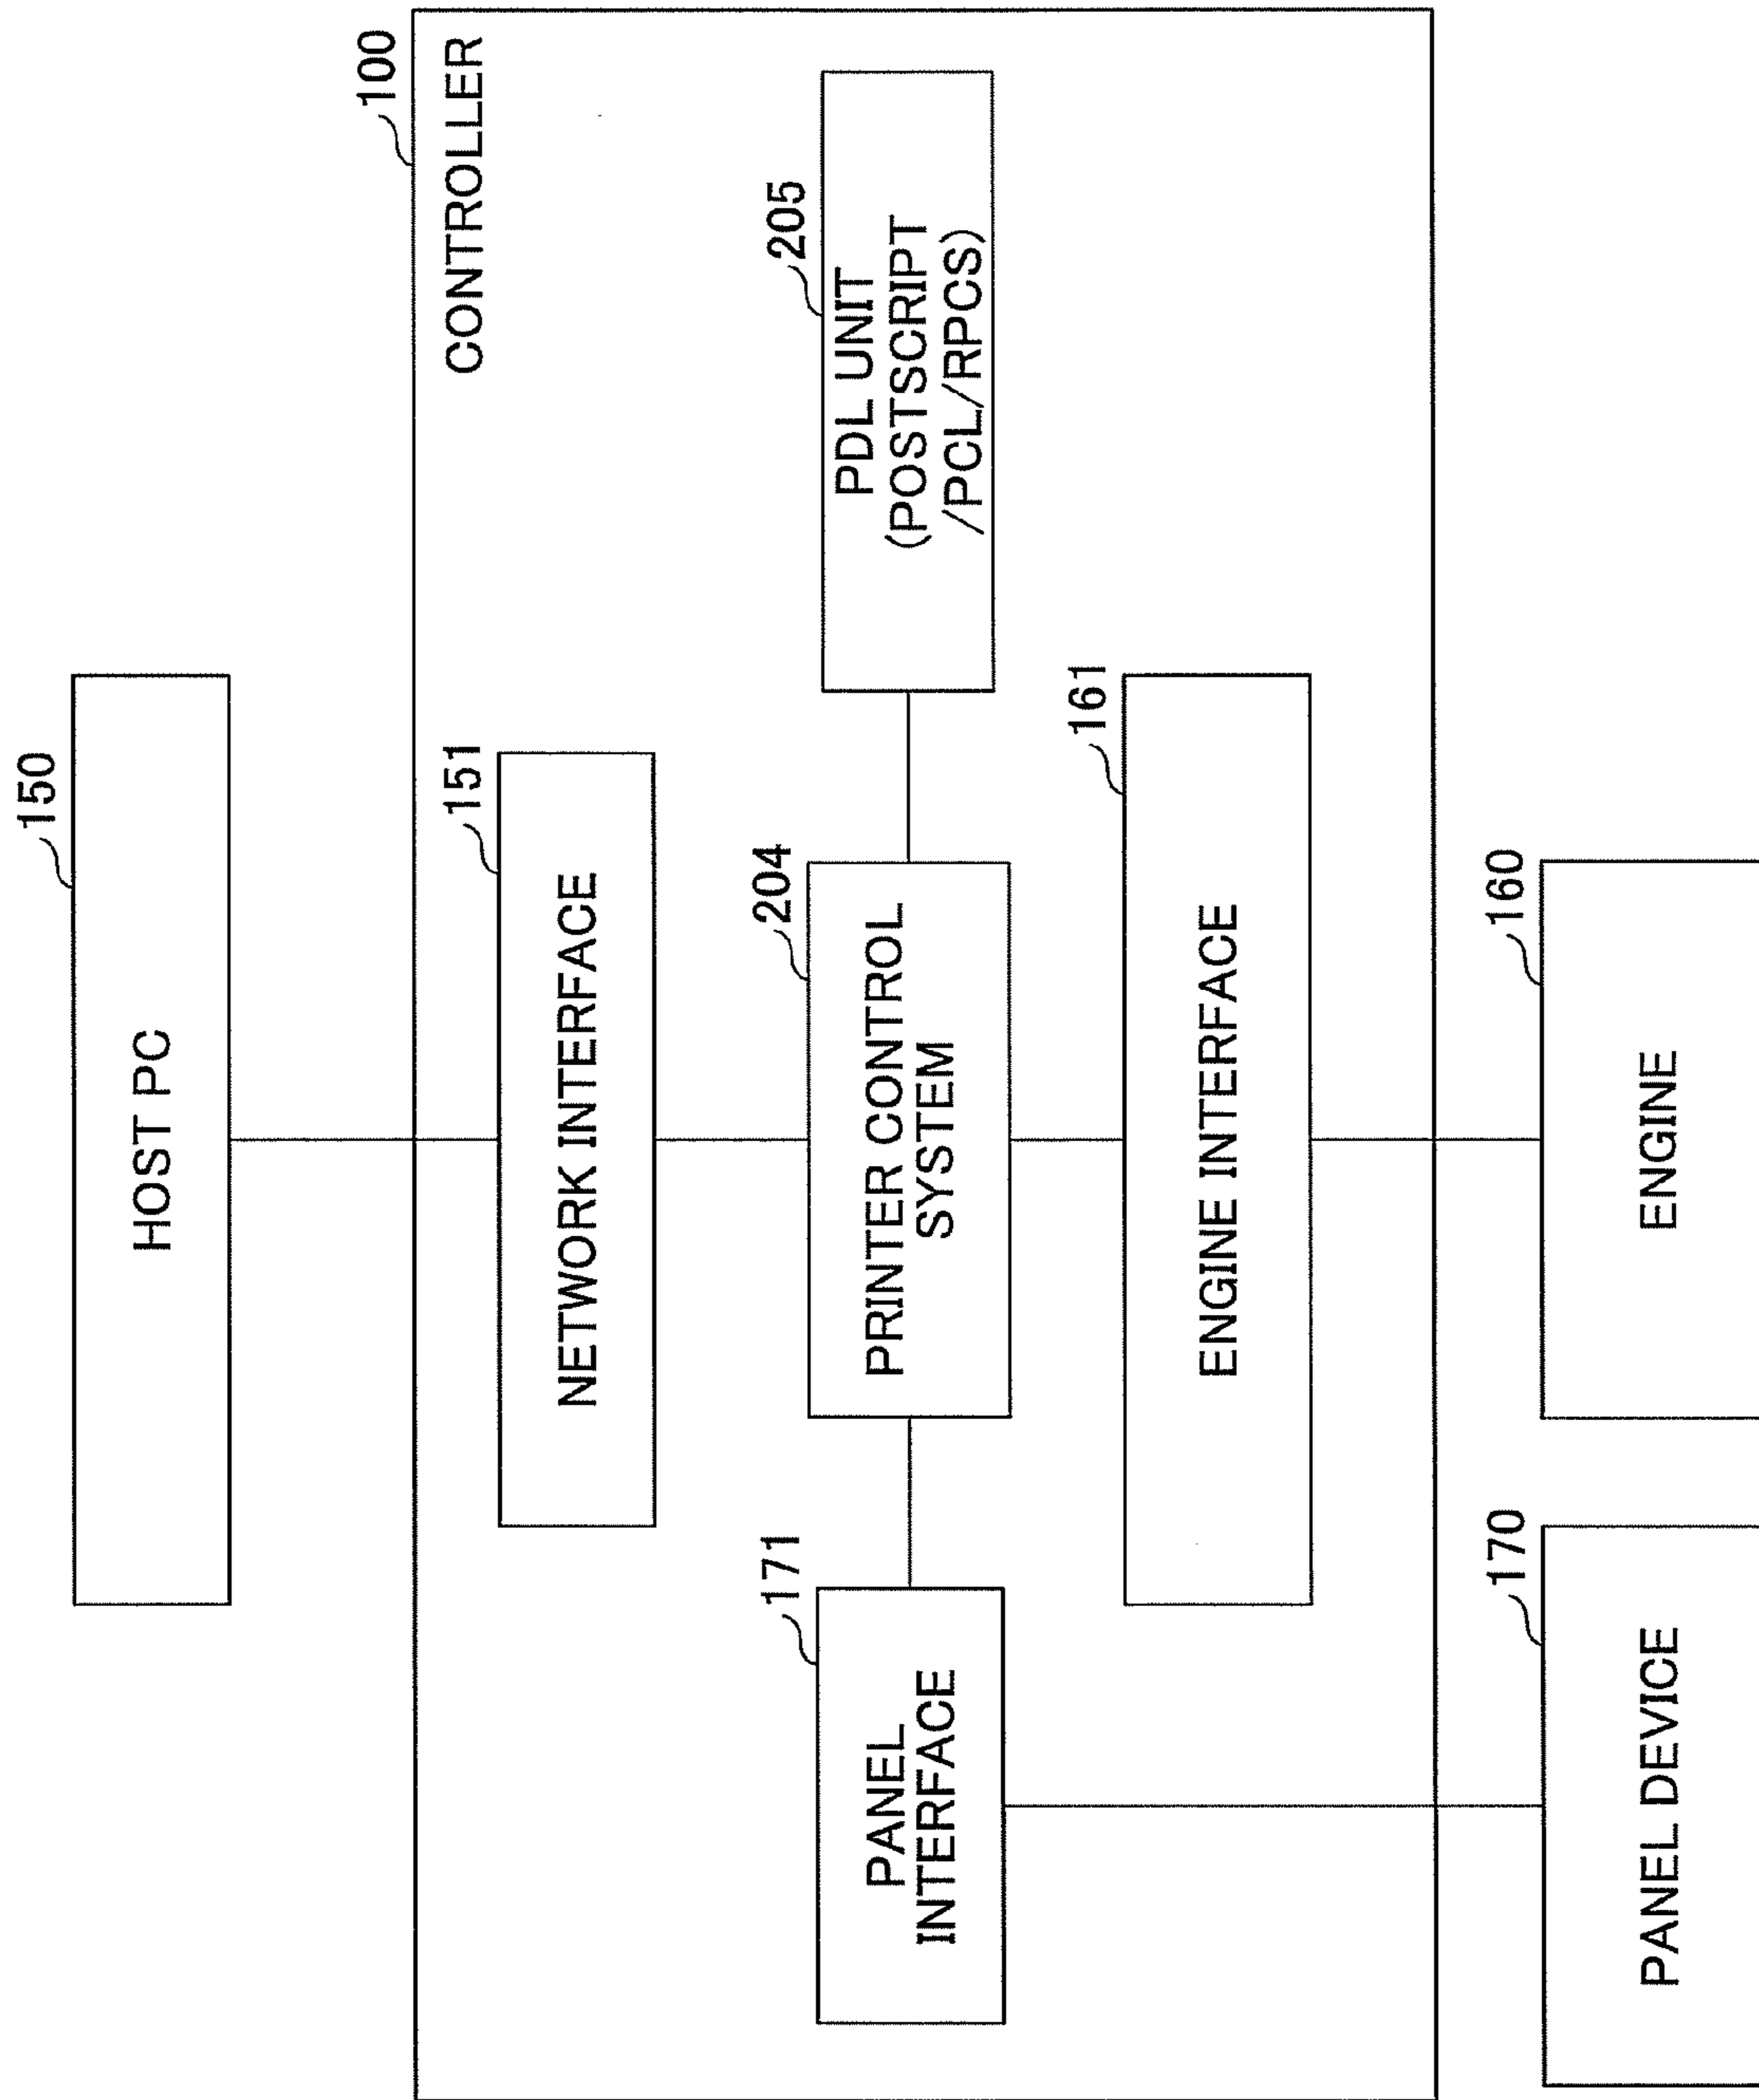 150
HOST PC
100
CONTROLLER
151
NETWORK INTERFACE
171
PANEL
INTERFACE
204
PRINTER CONTROL
SYSTEM
205
PDL UNIT
(POSTSCRIPT
/PCL/RPCS)
161
ENGINE INTERFACE
170
PANEL DEVICE
160
ENGINE